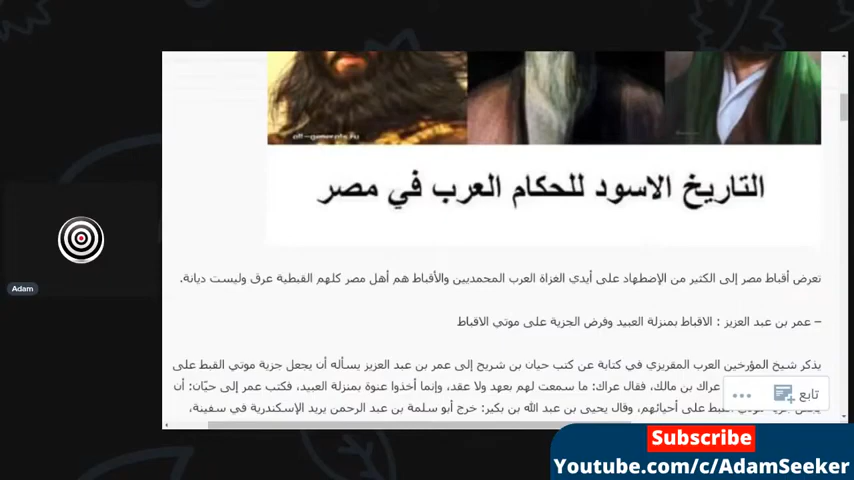 all-generals.ru
التاريخ الاسود للحكام العرب في مصر
تعرض أقباط مصر إلى الكثير من الإضطهاد على أيدي الغزاة العرب المحمديين والأقباط هم أهل مصر كلهم القبطية عرق وليست ديانة.
Adam
– عمر بن عبد العزيز : الاقباط بمنزلة العبيد وفرض الجزية على موتي الاقباط
يذكر شيخ المؤرخين العرب المقريزي في كتابة عن كتب حيان بن شريح إلى عمر بن عبد العزيز يسأله أن يجعل جزية موتي القبط على
عراك بن مالك، فقال عراك: ما سمعت لهم بعهد ولا عقد، وإنما أخذوا عنوة بمنزلة العبيد، فكتب عمر إلى حيّان: أن
القبط على أحيائهم، وقال يحيى بن عبد الله بن بكير: خرج أبو سلمة بن عبد الرحمن يريد الإسكندرية في سفينة،
تابع
Subscribe
Youtube.com/c/AdamSeeker